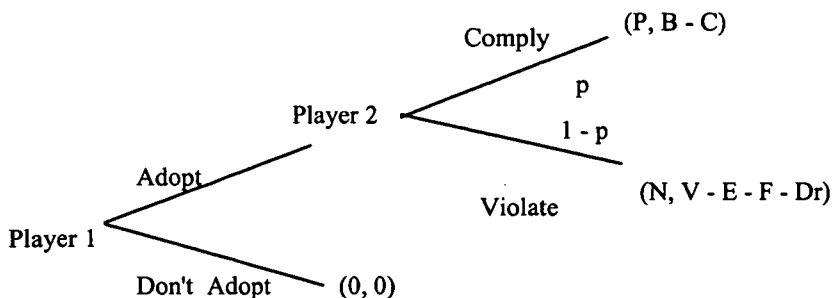 Comply
(P, B - C)
p
Player 2
1 - p
Adopt
Violate
(N, V - E - F - Dr)
Player 1
Don't Adopt
(0, 0)